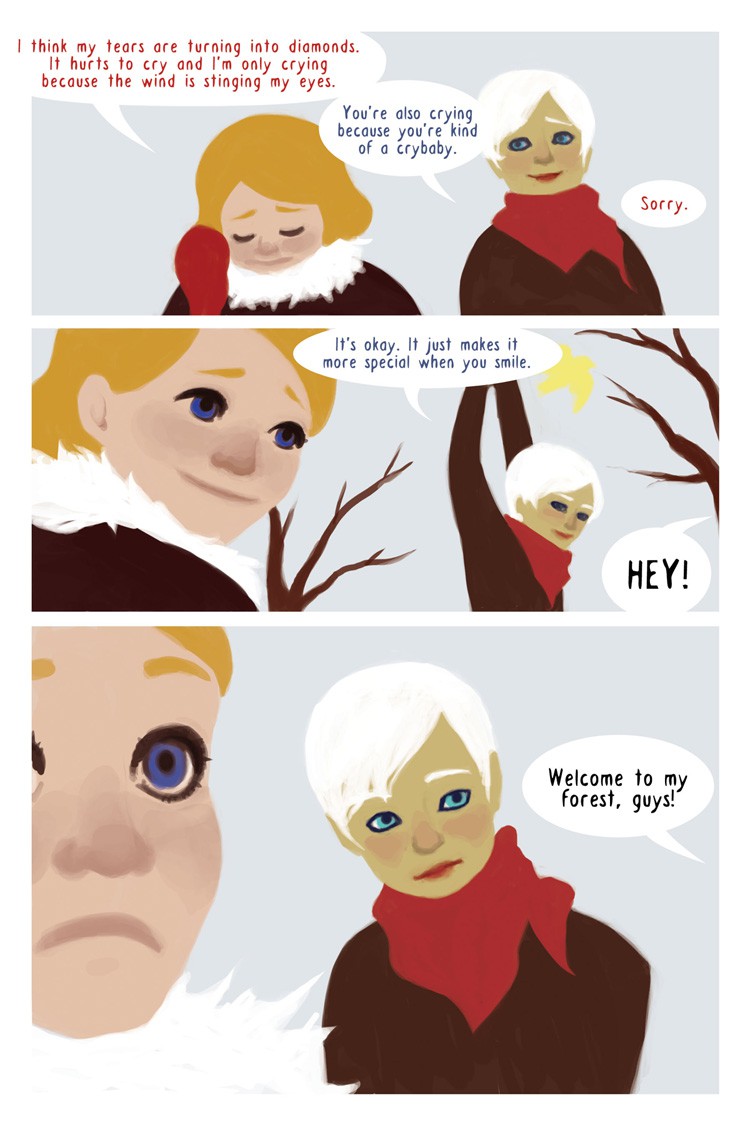 I think my tears are turning into diamonds.
It hurts to cry and I'm only crying
because the wind is stinging my eyes.
You're also crying
because you're kind
of a crybaby.
Sorry.
It's okay. It just makes it
more special when you smile.
HEY!
Welcome to my
forest, guys!